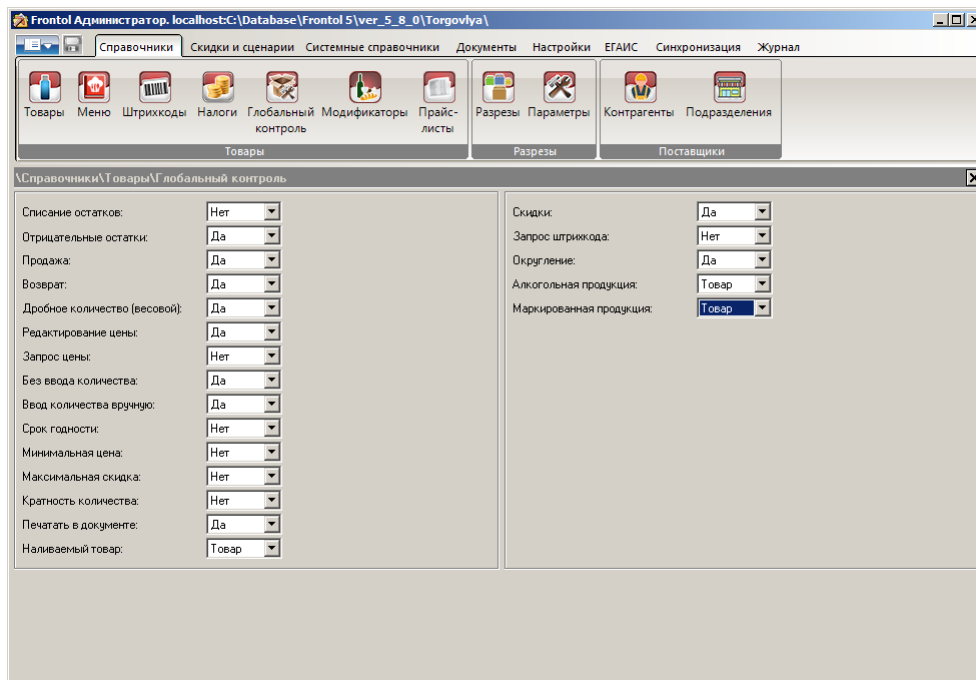 Frontol Администратор. localhost:C:\Database\Frontol 5\ver_5_8_0\Torgovlya\
Справочники Скидки и сценарии Системные справочники Документы Настройки ЕГАИС Синхронизация Журнал
Товары Меню Штрихкоды Налоги Глобальный контроль Модификаторы Прайс-листы Разрезы Параметры Контрагенты Подразделения
Товары Разрезы Поставщики
\Справочники\Товары\Глобальный контроль
Списание остатков: Нет
Отрицательные остатки: Да
Продажа: Да
Возврат: Да
Дробное количество (весовой): Да
Редактирование цены: Да
Запрос цены: Нет
Без ввода количества: Да
Ввод количества вручную: Да
Срок годности: Нет
Минимальная цена: Нет
Максимальная скидка: Нет
Кратность количества: Нет
Печатать в документе: Да
Наливаемый товар: Товар
Скидки: Да
Запрос штрихкода: Нет
Округление: Да
Алкогольная продукция: Товар
Маркированная продукция: Товар